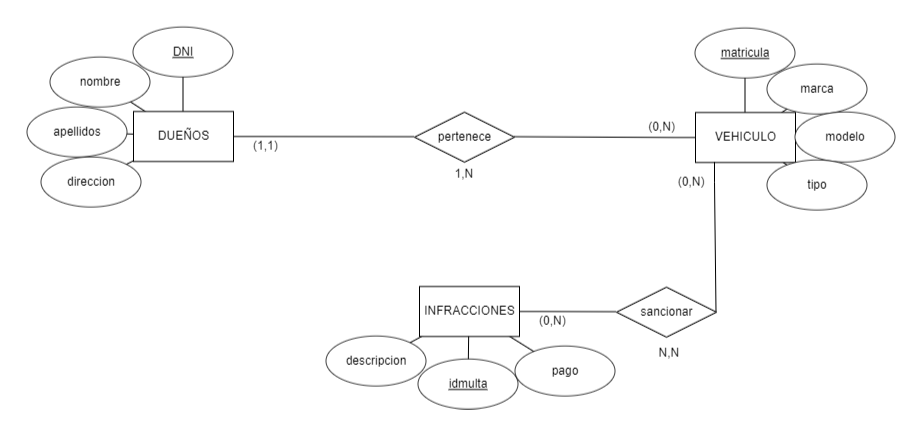 DNI
nombre
apellidos
direccion
DUEÑOS
(1,1)
pertenece
1,N
(0,N)
VEHICULO
matricula
marca
modelo
tipo
(0,N)
INFRACCIONES
(0,N)
sancionar
N,N
descripcion
idmulta
pago